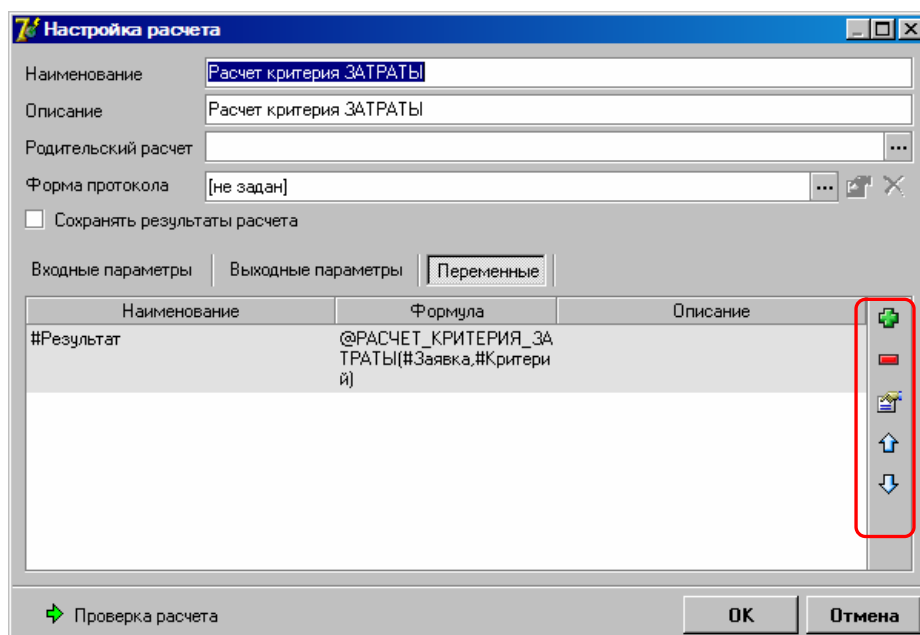 Настройка расчета
Наименование Расчет критерия ЗАТРАТЫ
Описание Расчет критерия ЗАТРАТЫ
Родительский расчет ...
Форма протокола [не задан] ...
Сохранять результаты расчета
Входные параметры Выходные параметры Переменные
Наименование Формула Описание
#Результат @РАСЧЕТ_КРИТЕРИЯ_ЗА
ТРАТЫ(#Заявка,#Критери
й)
Проверка расчета OK Отмена